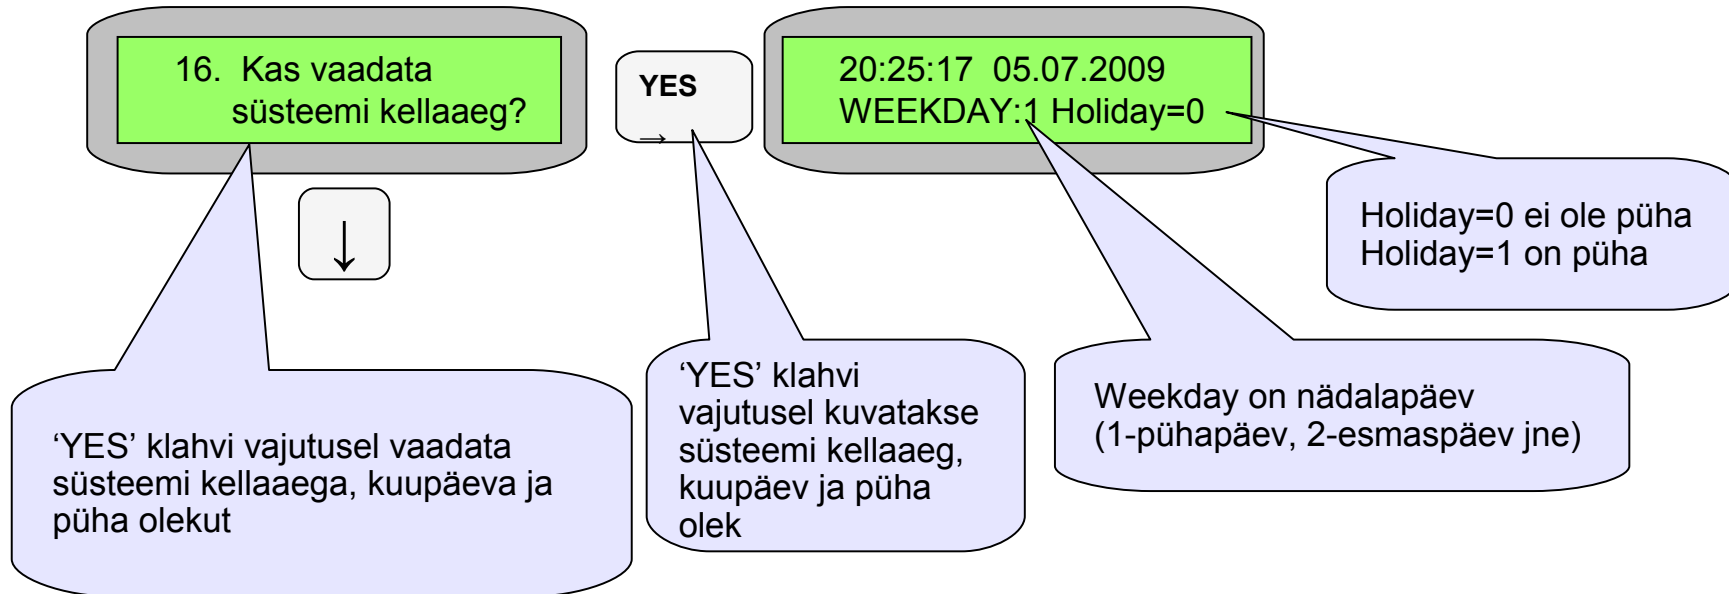 16. Kas vaadata
süsteemi kellaaeg?
YES
→
20:25:17 05.07.2009
WEEKDAY:1 Holiday=0
↓
Holiday=0 ei ole püha
Holiday=1 on püha
‘YES’ klahvi vajutusel vaadata
süsteemi kellaaega, kuupäeva ja
püha olekut
‘YES’ klahvi
vajutusel kuvatakse
süsteemi kellaaeg,
kuupäev ja püha
olek
Weekday on nädalapäev
(1-pühapäev, 2-esmaspäev jne)